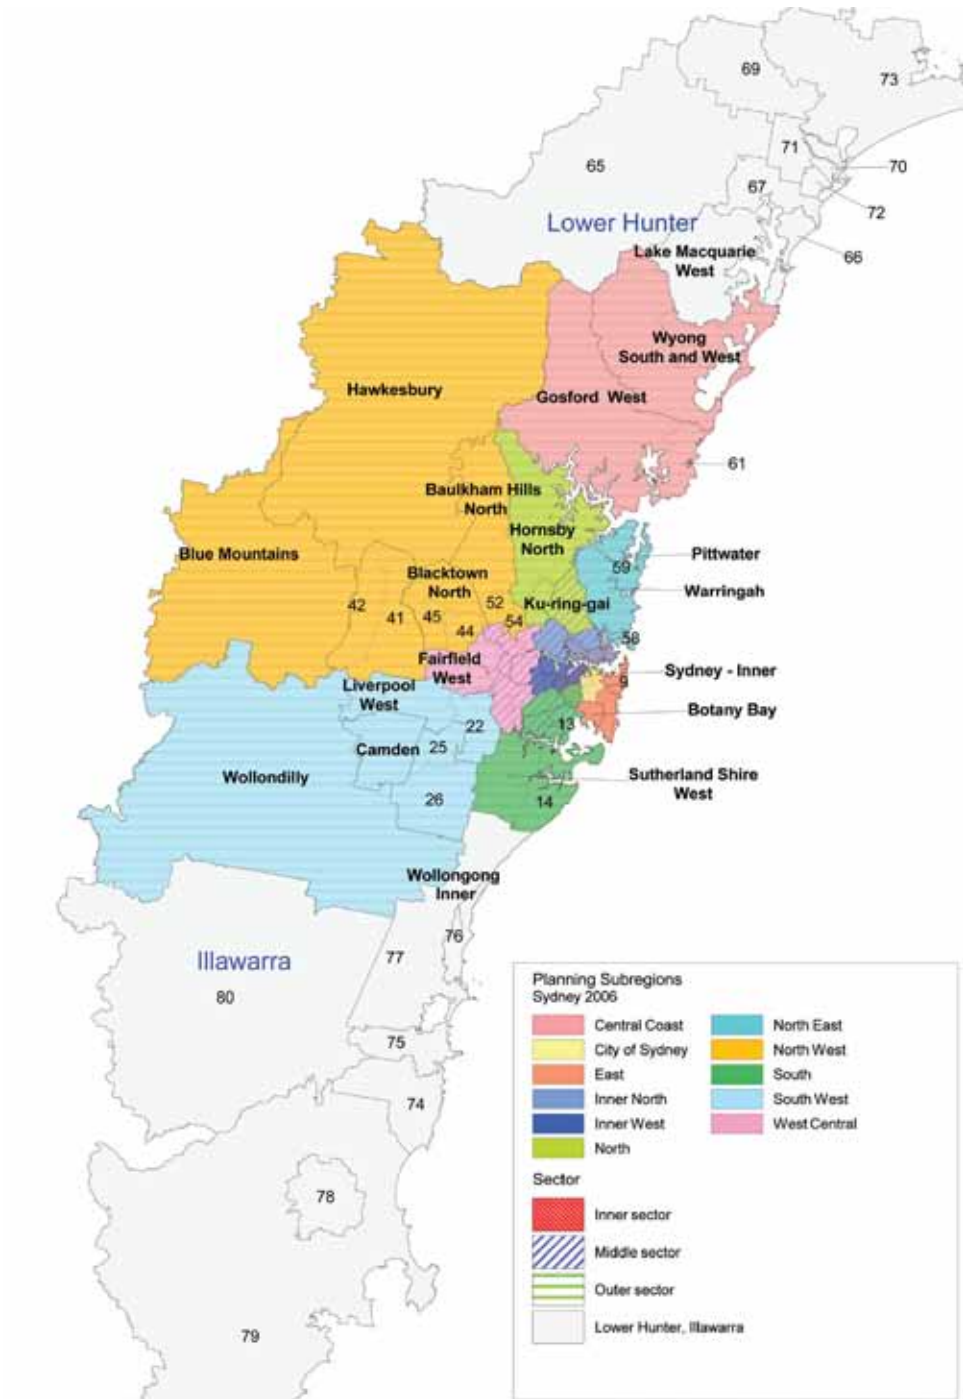 69
73
71
65
70
67
72
Lower Hunter
66
Lake Macquarie
West
Wyong
South and West
Hawkesbury
Gosford West
61
Baulkham Hills
North
Hornsby
North
Blue Mountains
Pittwater
59
Blacktown
North
Warringah
42
41
45
52
Ku-ring-gai
44
54
58
Fairfield
West
Sydney - Inner
9
Liverpool
West
Botany Bay
22
13
Camden
25
Wollondilly
Sutherland Shire
West
26
14
Wollongong
Inner
76
77
Illawarra
80
75
74
78
79
Planning Subregions
Sydney 2006
Central Coast
City of Sydney
East
Inner North
Inner West
North
North East
North West
South
South West
West Central
Sector
Inner sector
Middle sector
Outer sector
Lower Hunter, Illawarra